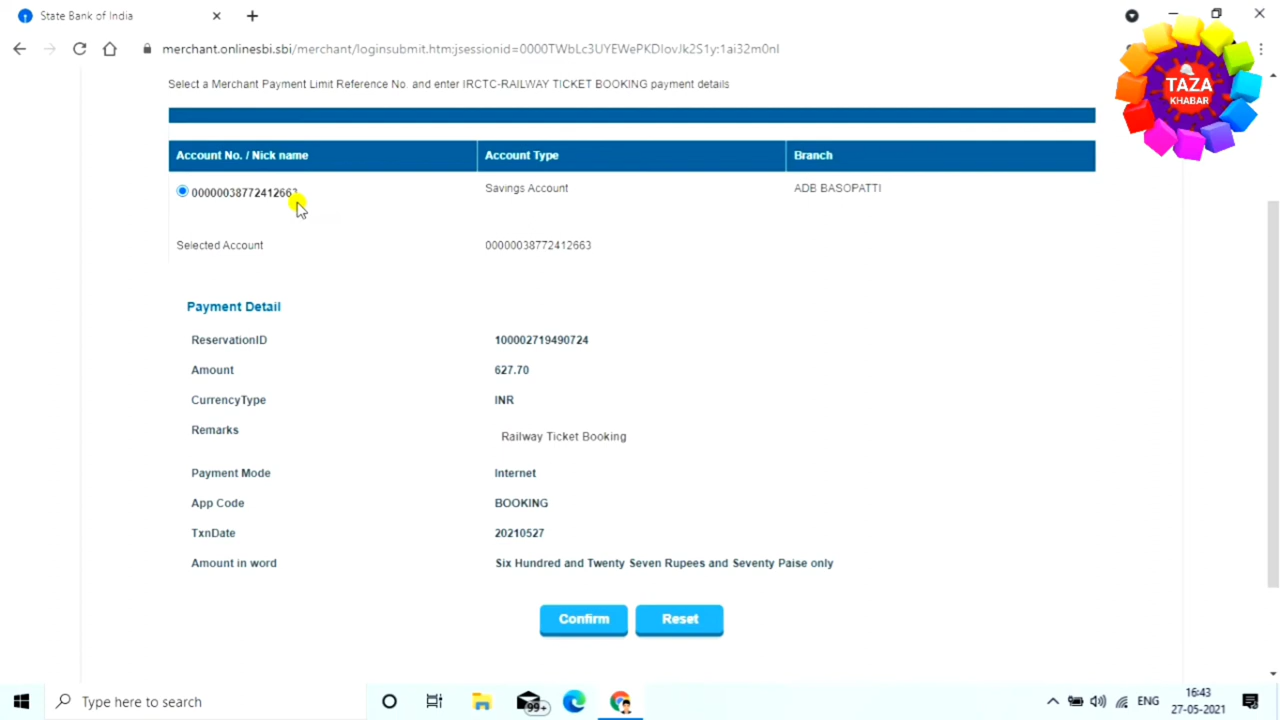 State Bank of India
merchant.onlinesbi.sbi/merchant/loginsubmit.htm;jsessionid=0000TWbLc3UYEWePKDIovJk2S1y:1ai32m0nl
TAZA
KHABAR
Select a Merchant Payment Limit Reference No. and enter IRCTC-RAILWAY TICKET BOOKING payment details
Account No. / Nick name Account Type Branch
00000038772412663 Savings Account ADB BASOPATTI
Selected Account 00000038772412663
Payment Detail
ReservationID 100002719490724
Amount 627.70
CurrencyType INR
Remarks Railway Ticket Booking
Payment Mode Internet
App Code BOOKING
TxnDate 20210527
Amount in word Six Hundred and Twenty Seven Rupees and Seventy Paise only
Confirm Reset
Type here to search 99+ ENG 16:43
27-05-2021